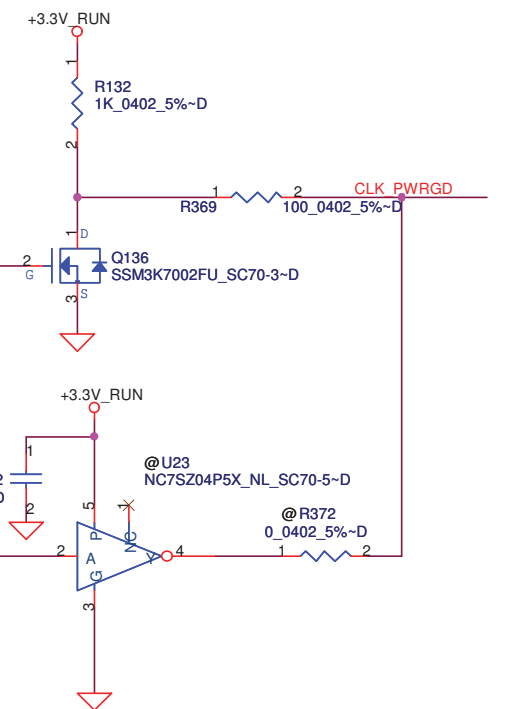 +3.3V_RUN
1
R132
1K_0402_5%~D
2
1
2
CLK_PWRGD
R369
100_0402_5%~D
1
D
2
G
Q136
SSM3K7002FU_SC70-3~D
3
S
+3.3V_RUN
1
2
@U23
NC7SZ04P5X_NL_SC70-5~D
5
1
P
NC
@R372
0_0402_5%~D
2
A
Y
4
1
2
G
3